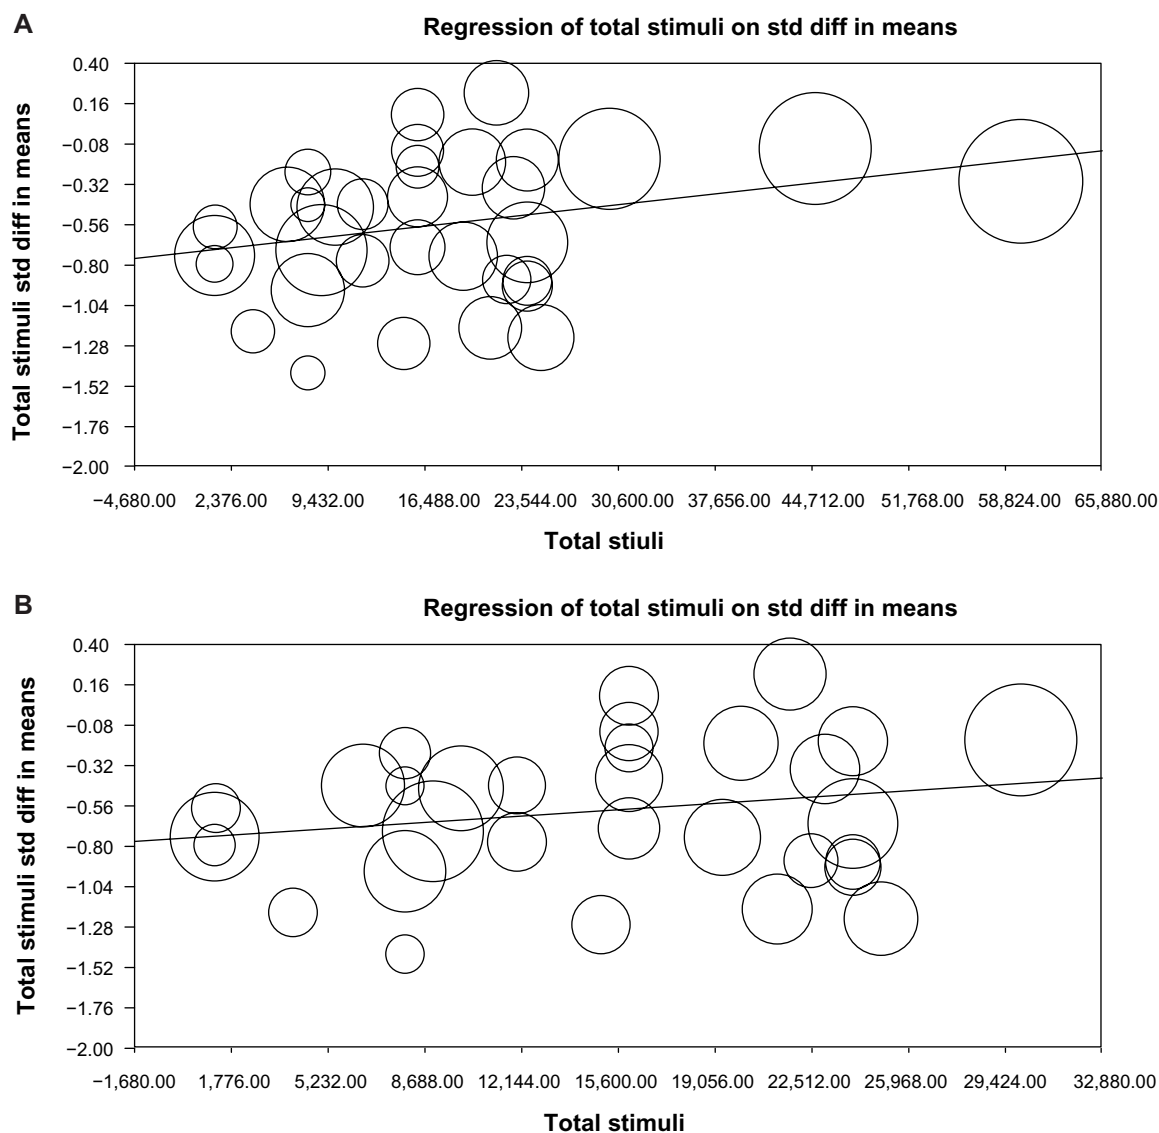 A
Regression of total stimuli on std diff in means
Total stimuli std diff in means
0.40
0.16
−0.08
−0.32
−0.56
−0.80
−1.04
−1.28
−1.52
−1.76
−2.00
−4,680.00 2,376.00 9,432.00 16,488.00 23,544.00 30,600.00 37,656.00 44,712.00 51,768.00 58,824.00 65,880.00
Total stiuli
B
Regression of total stimuli on std diff in means
Total stimuli std diff in means
0.40
0.16
−0.08
−0.32
−0.56
−0.80
−1.04
−1.28
−1.52
−1.76
−2.00
−1,680.00 1,776.00 5,232.00 8,688.00 12,144.00 15,600.00 19,056.00 22,512.00 25,968.00 29,424.00 32,880.00
Total stimuli